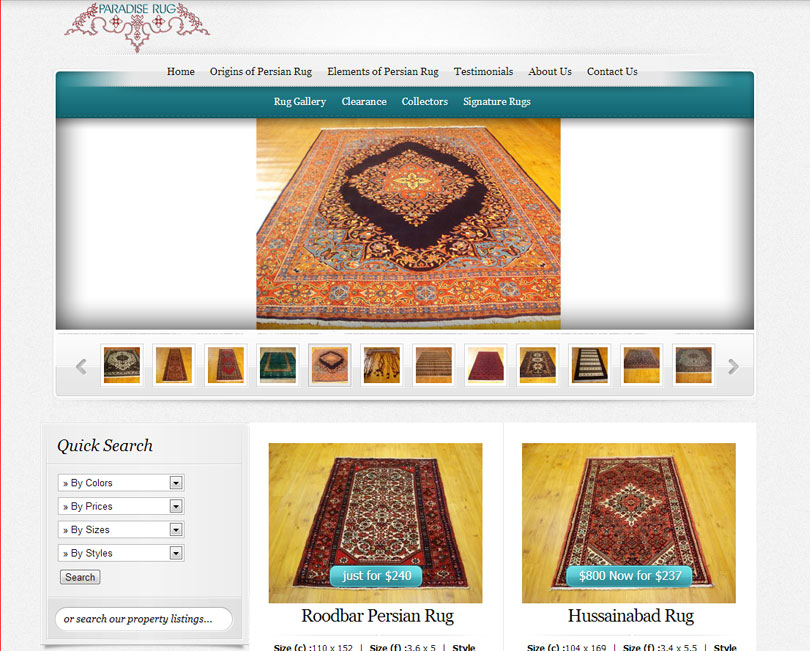 PARADISE RUG
Home Origins of Persian Rug Elements of Persian Rug Testimonials About Us Contact Us
Rug Gallery Clearance Collectors Signature Rugs
Quick Search
» By Colors
» By Prices
» By Sizes
» By Styles
Search
or search our property listings...
just for $240
Roodbar Persian Rug
Size (c) :110 x 152 | Size (f) :3.6 x 5 | Style
$800 Now for $237
Hussainabad Rug
Size (c) :104 x 169 | Size (f) :3.4 x 5.5 | Style